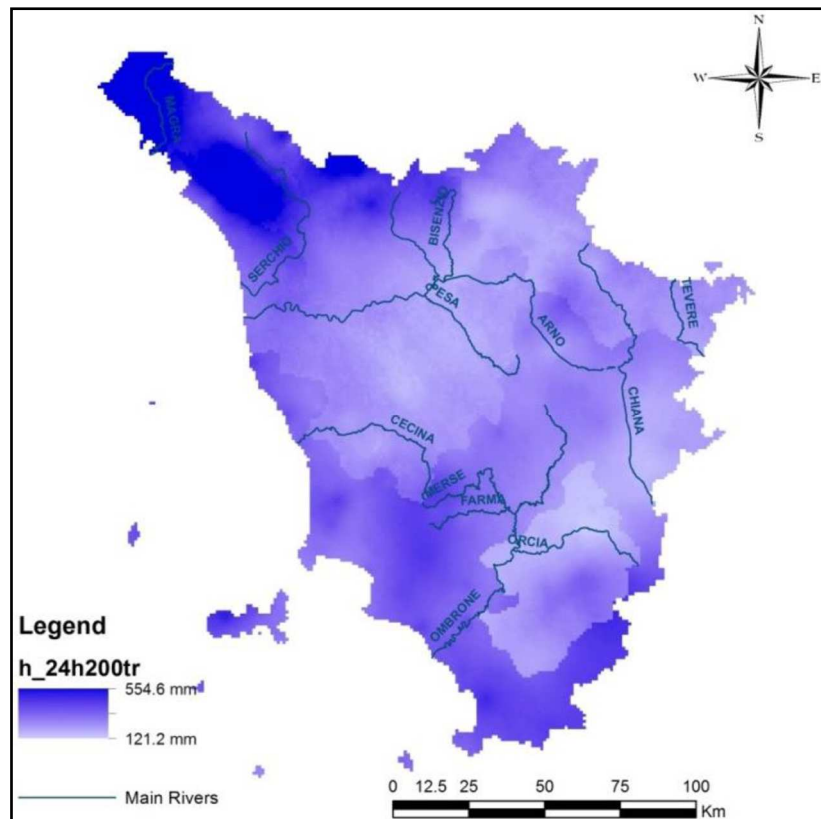 N
W E
S
MAGRA
BISENZIO
SERCHIO
PESA
TEVERE
ARNO
CHIANA
CECINA
MERSE
FARMA
ORCIA
OMBRONE
Legend
h_24h200tr
554.6 mm
121.2 mm
Main Rivers
0 12.5 25 50 75 100
Km